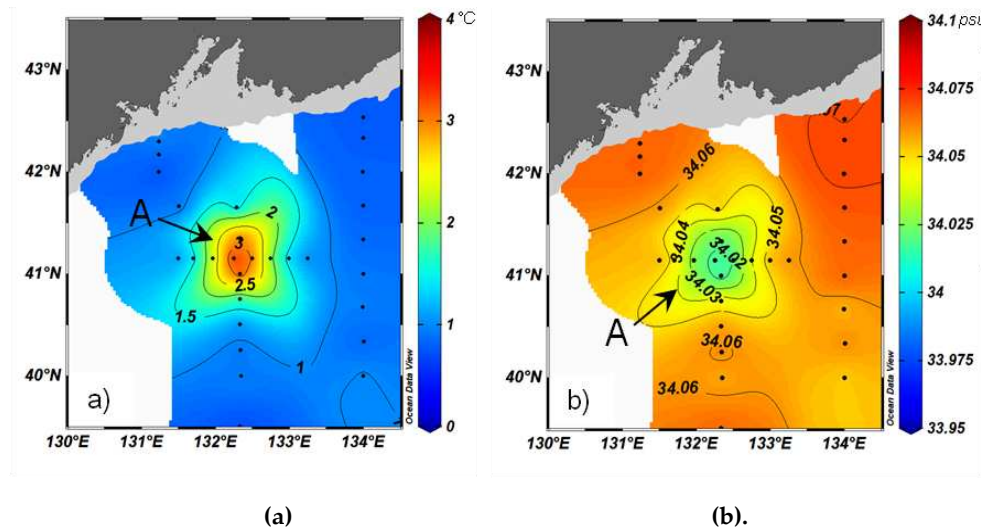 4 °C
3
2
1
0
43°N
42°N
41°N
40°N
130°E 131°E 132°E 133°E 134°E
A
2
3
2.5
1.5
1
a)
Ocean Data View
34.1 psu
34.075
34.05
34.025
34
33.975
33.95
43°N
42°N
41°N
40°N
130°E 131°E 132°E 133°E 134°E
34.06
34.05
34.04
34.02
34.03
A
34.06
34.06
b)
Ocean Data View
(a) (b).